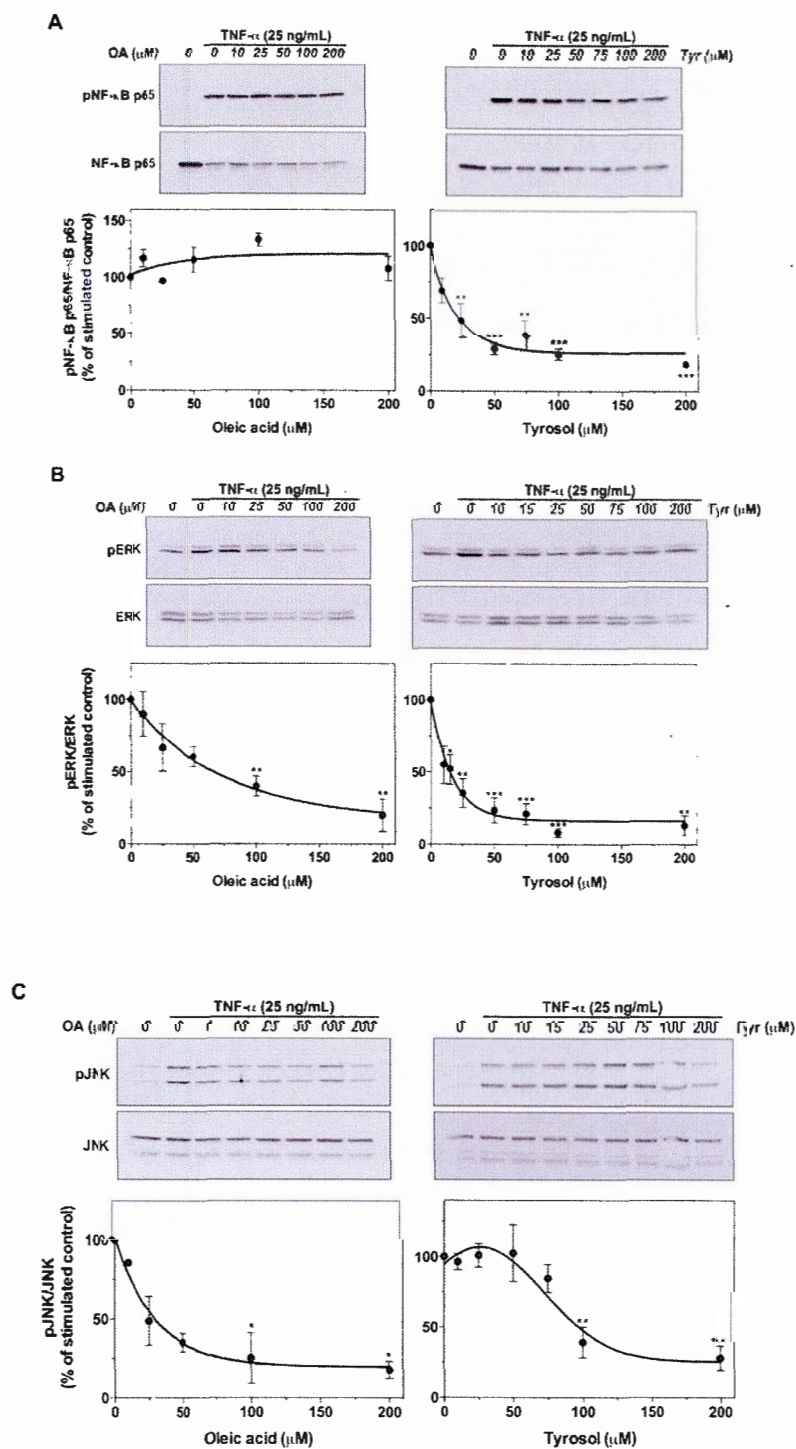 A
TNF-α (25 ng/mL)
OA (μM) 0 0 10 25 50 100 200
TNF-α (25 ng/mL)
0 0 10 25 50 75 100 200 Tyr (μM)
pNF-κB p65
NF-κB p65
pNF-κB p65/NF-κB p65
(% of stimulated control)
150
100
50
0
0 50 100 150 200
Oleic acid (μM)
100
75
50
25
0
** *** ** *** ***
0 50 100 150 200
Tyrosol (μM)
B
TNF-α (25 ng/mL)
OA (μM) 0 0 10 25 50 100 200
TNF-α (25 ng/mL)
0 0 10 15 25 50 75 100 200 Tyr (μM)
pERK
ERK
pERK/ERK
(% of stimulated control)
100
50
0
** **
0 50 100 150 200
Oleic acid (μM)
100
50
0
* ** *** *** *** **
0 50 100 150 200
Tyrosol (μM)
C
TNF-α (25 ng/mL)
OA (μM) 0 0 10 25 50 100 200
TNF-α (25 ng/mL)
0 0 10 15 25 50 75 100 200 (μM)
pJNK
JNK
pJNK/JNK
(% of stimulated control)
100
50
0
* *
0 50 100 150 200
Oleic acid (μM)
100
50
0
**
0 50 100 150 200
Tyrosol (μM)